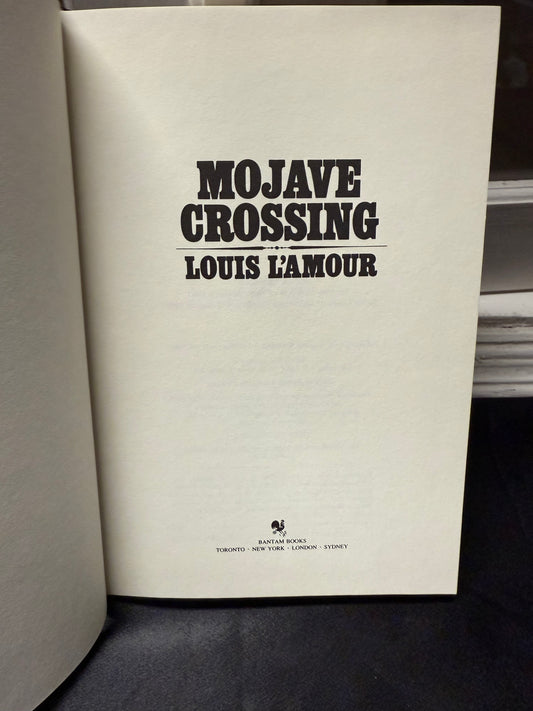 MOJAVE
CROSSING
LOUIS L'AMOUR
BANTAM BOOKS
TORONTO · NEW YORK · LONDON · SYDNEY